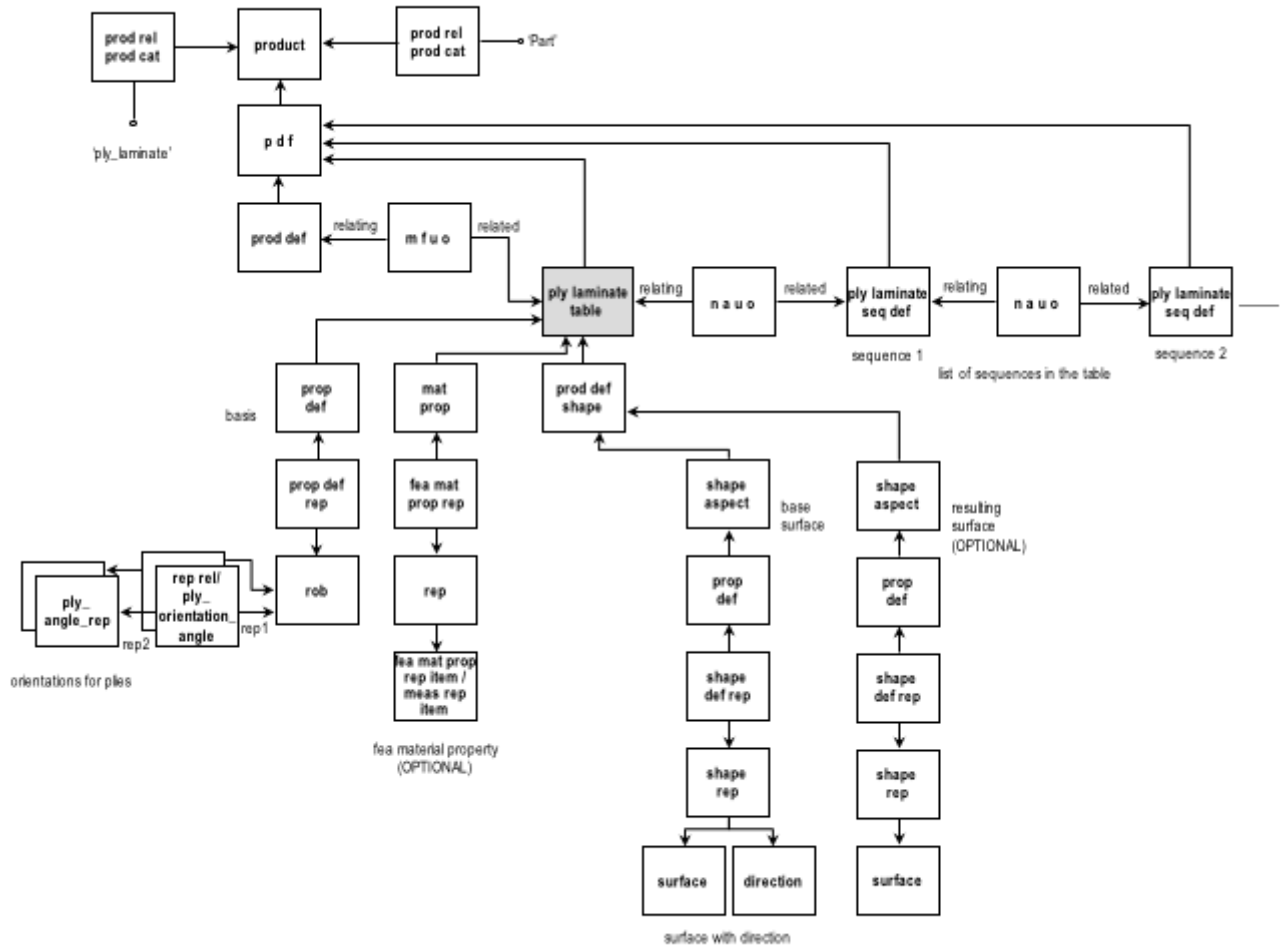 prod rel
prod cat
product
prod rel
prod cat
'Part'
'ply_laminate'
p d f
prod def
relating
m f u o
related
ply laminate
table
relating
n a u o
related
ply laminate
seq def
relating
n a u o
related
ply laminate
seq def
sequence 1
sequence 2
list of sequences in the table
basis
prop
def
mat
prop
prod def
shape
prop def
rep
fea mat
prop rep
shape
aspect
base
surface
shape
aspect
resulting
surface
(OPTIONAL)
ply_
angle_rep
rep2
rep rel/
ply_
orientation_
angle
rep1
rob
rep
prop
def
prop
def
orientations for plies
fea mat prop
rep item /
meas rep
item
shape
def rep
shape
def rep
fea material property
(OPTIONAL)
shape
rep
shape
rep
surface
direction
surface
surface with direction